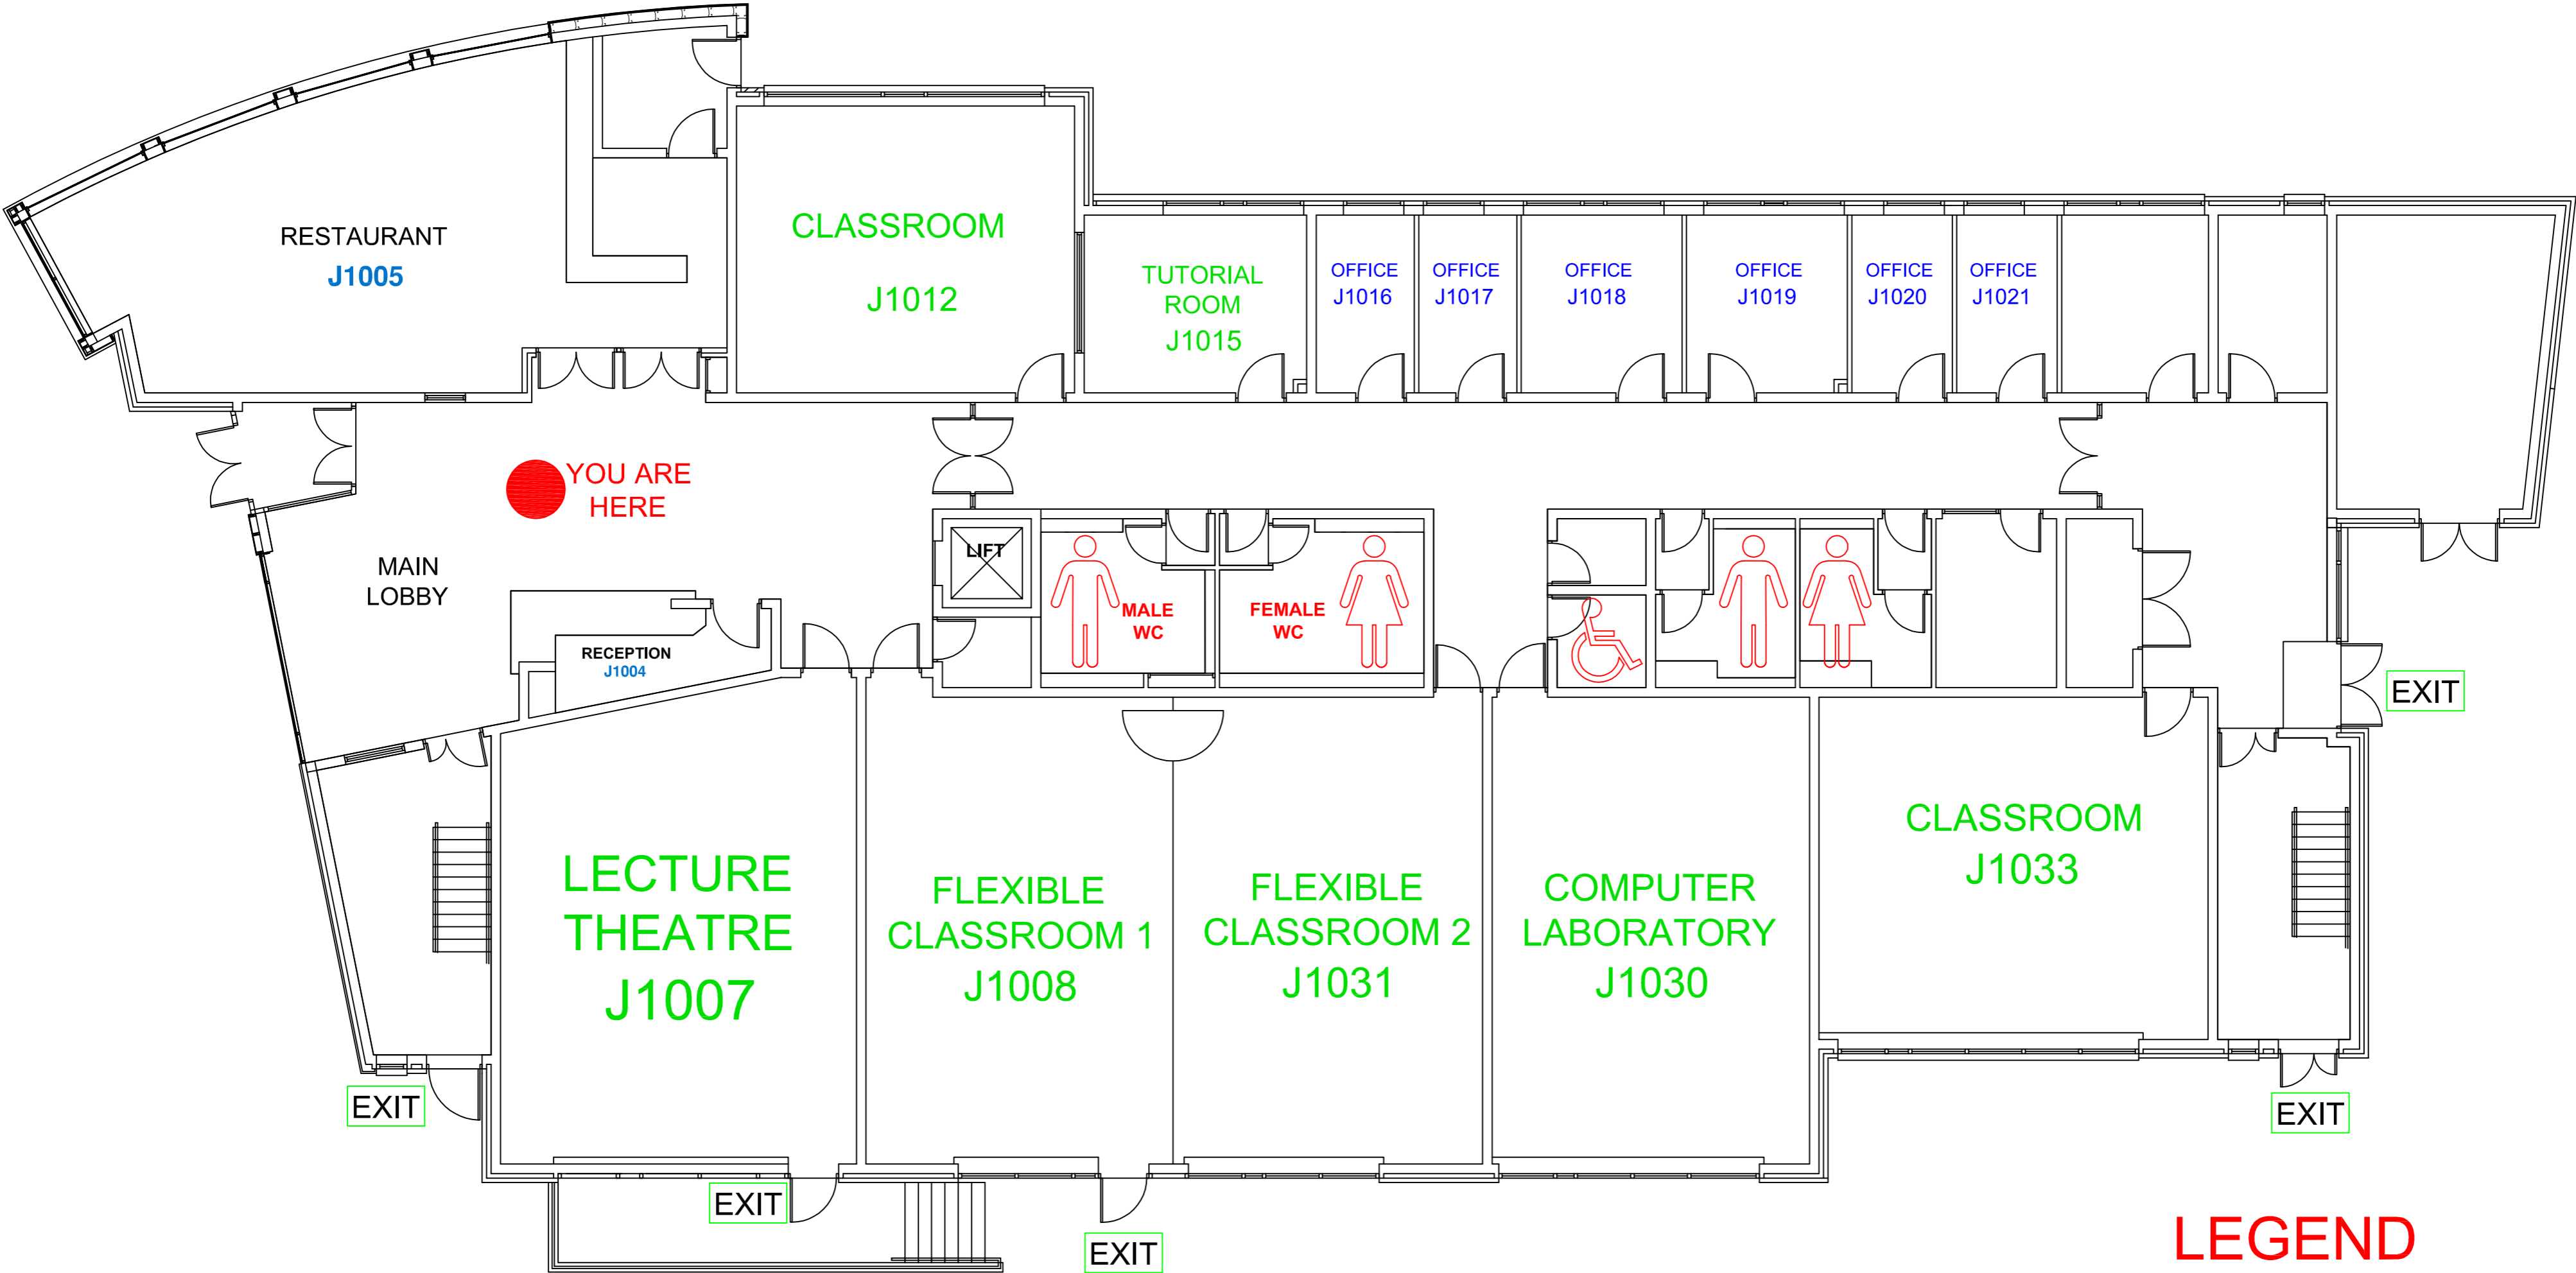 RESTAURANT
J1005
CLASSROOM
J1012
TUTORIAL
ROOM
J1015
OFFICE
J1016
OFFICE
J1017
OFFICE
J1018
OFFICE
J1019
OFFICE
J1020
OFFICE
J1021
YOU ARE
HERE
MAIN
LOBBY
LIFT
MALE
WC
FEMALE
WC
RECEPTION
J1004
EXIT
LECTURE
THEATRE
J1007
FLEXIBLE
CLASSROOM 1
J1008
FLEXIBLE
CLASSROOM 2
J1031
COMPUTER
LABORATORY
J1030
CLASSROOM
J1033
EXIT
EXIT
EXIT
EXIT
LEGEND